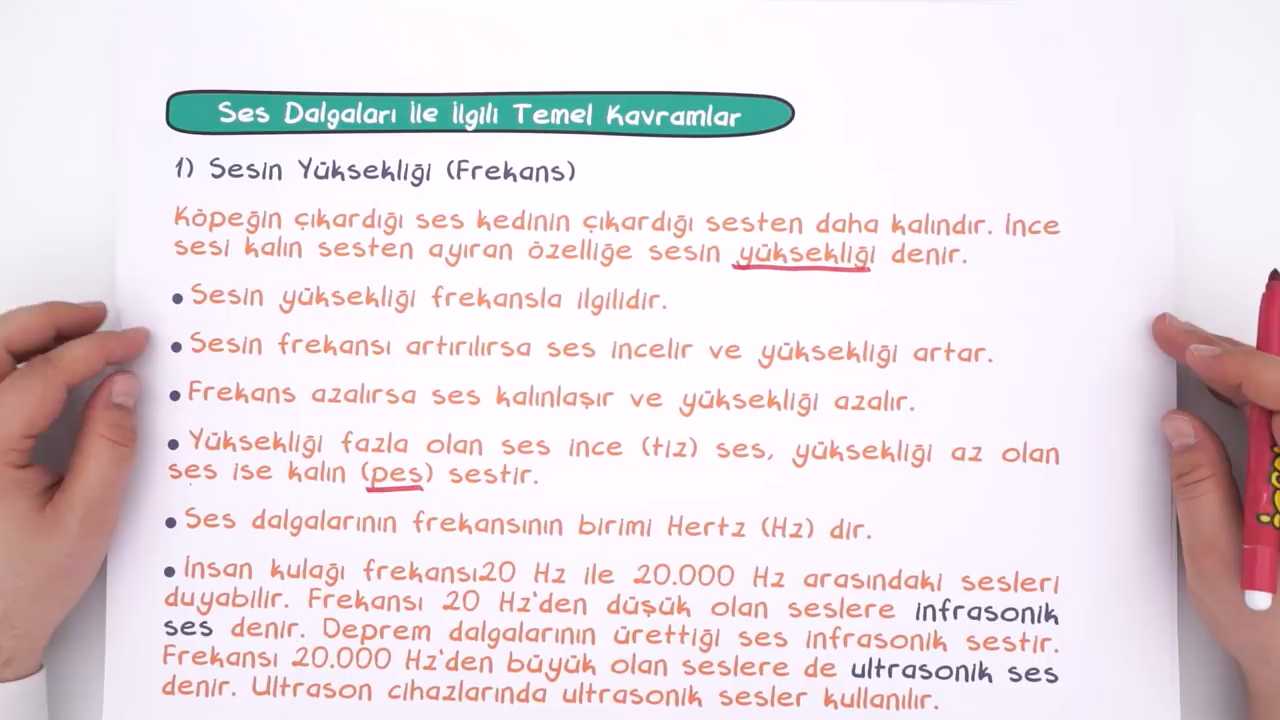 Ses Dalgaları İle İlgili Temel Kavramlar
1) Sesin Yüksekliği (Frekans)
Köpeğin çıkardığı ses kedinin çıkardığı sesten daha kalındır. İnce
sesi kalın sesten ayıran özelliğe sesin yüksekliği denir.
• Sesin yüksekliği frekansla ilgilidir.
• Sesin frekansı artırılırsa ses incelir ve yüksekliği artar.
• Frekans azalırsa ses kalınlaşır ve yüksekliği azalır.
• Yüksekliği fazla olan ses ince (tiz) ses, yüksekliği az olan
ses ise kalın (pes) sestir.
• Ses dalgalarının frekansının birimi Hertz (Hz) dir.
• İnsan kulağı frekansı20 Hz ile 20.000 Hz arasındaki sesleri
duyabilir. Frekansı 20 Hz'den düşük olan seslere infrasonik
ses denir. Deprem dalgalarının ürettiği ses infrasonik sestir.
Frekansı 20.000 Hz'den büyük olan seslere de ultrasonik ses
denir. Ultrason cihazlarında ultrasonik sesler kullanılır.